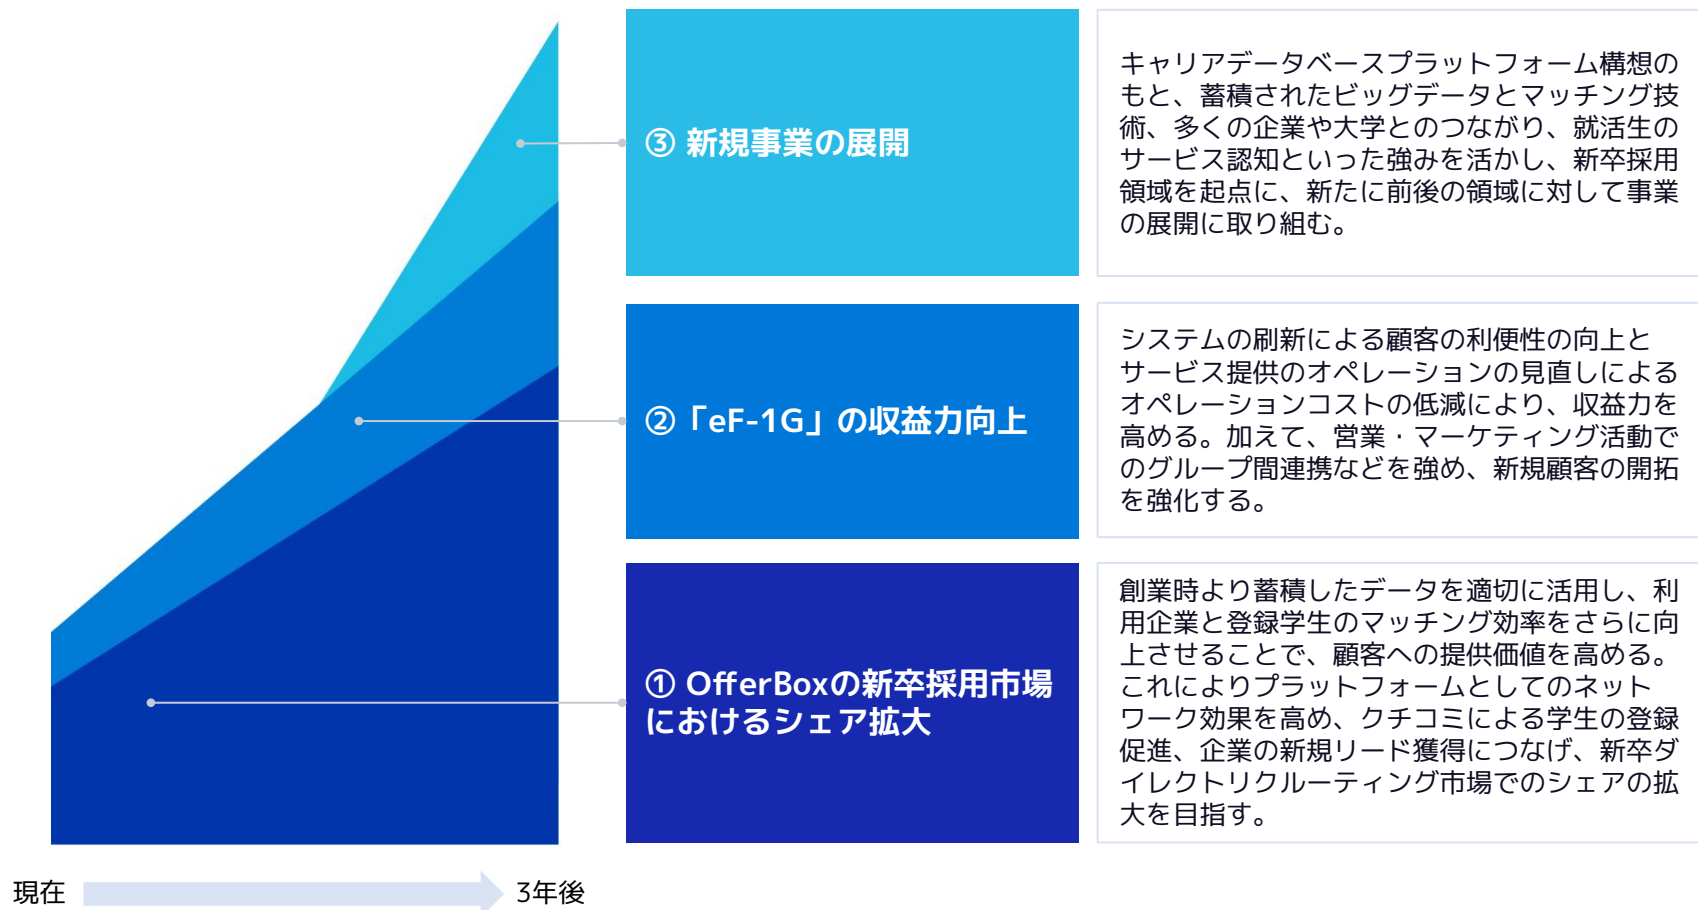 ③ 新規事業の展開
キャリアデータベースプラットフォーム構想の
もと、蓄積されたビッグデータとマッチング技
術、多くの企業や大学とのつながり、就活生の
サービス認知といった強みを活かし、新卒採用
領域を起点に、新たに前後の領域に対して事業
の展開に取り組む。
②「eF-1G」の収益力向上
システムの刷新による顧客の利便性の向上と
サービス提供のオペレーションの見直しによる
オペレーションコストの低減により、収益力を
高める。加えて、営業・マーケティング活動で
のグループ間連携などを強め、新規顧客の開拓
を強化する。
① OfferBoxの新卒採用市場
におけるシェア拡大
創業時より蓄積したデータを適切に活用し、利
用企業と登録学生のマッチング効率をさらに向
上させることで、顧客への提供価値を高める。
これによりプラットフォームとしてのネット
ワーク効果を高め、クチコミによる学生の登録
促進、企業の新規リード獲得につなげ、新卒ダ
イレクトリクルーティング市場でのシェアの拡
大を目指す。
現在
3年後